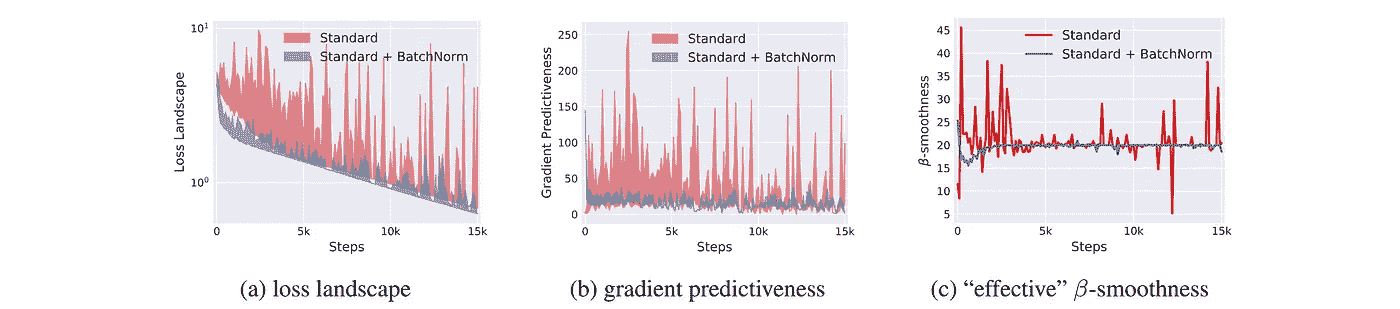 10¹
10⁰
Loss Landscape
Standard
Standard + BatchNorm
0 5k 10k 15k
Steps
(a) loss landscape
250
200
150
100
50
0
Gradient Predictiveness
Standard
Standard + BatchNorm
0 5k 10k 15k
Steps
(b) gradient predictiveness
45
40
35
30
25
20
15
10
5
β-smoothness
Standard
Standard + BatchNorm
0 5k 10k 15k
Steps
(c) “effective” β-smoothness